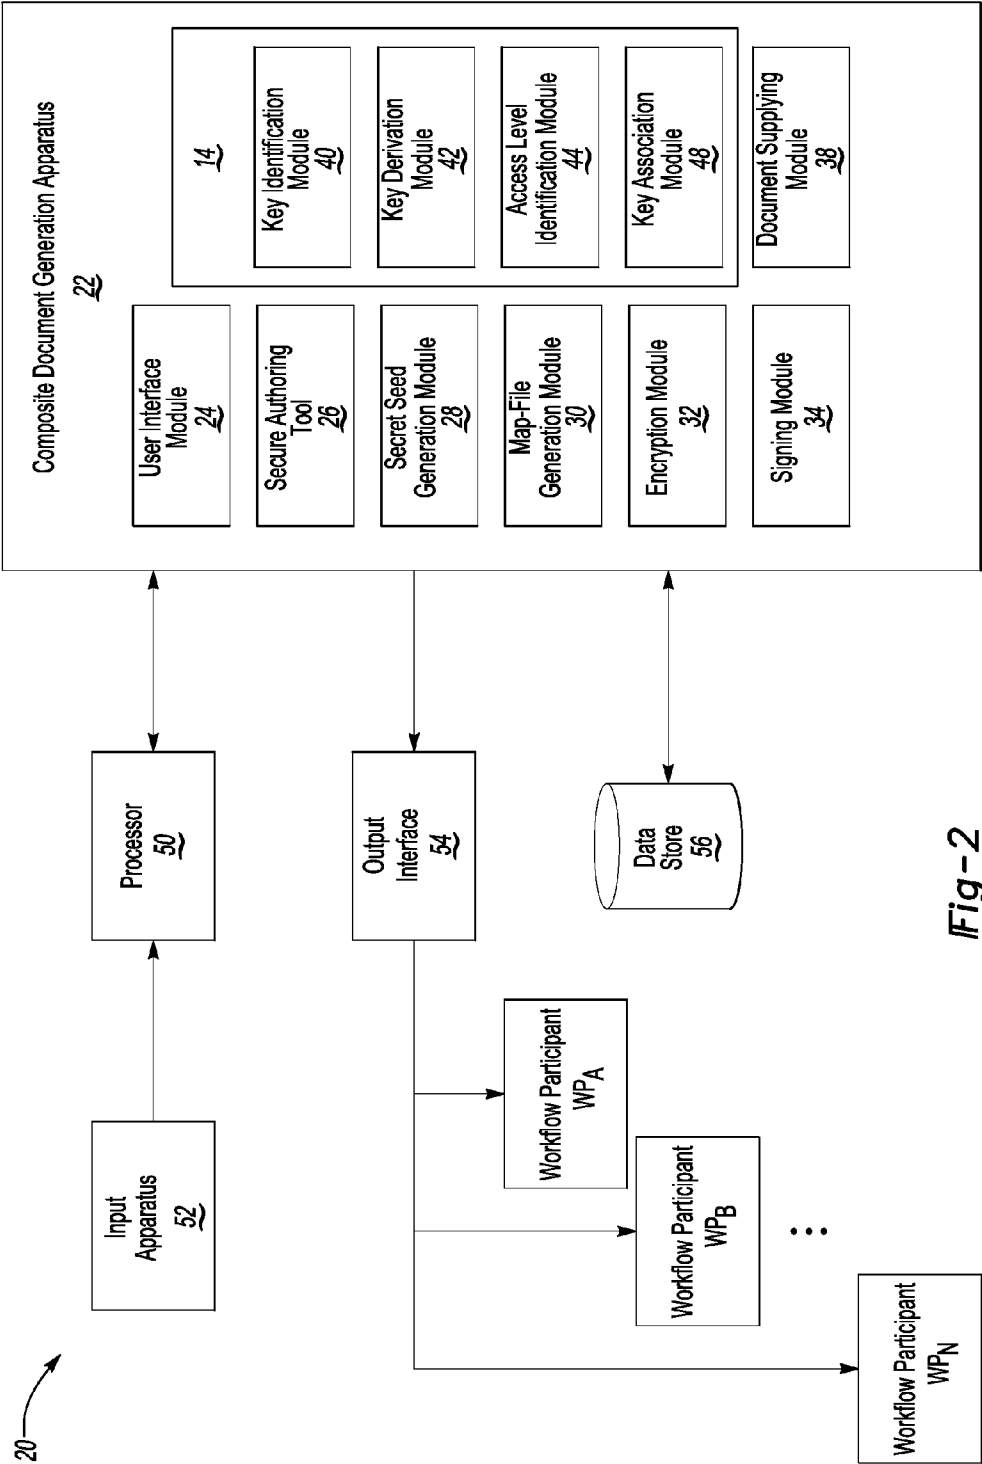 20
Input
Apparatus
52
Processor
50
Composite Document Generation Apparatus
22
User Interface
Module
24
Secure Authoring
Tool
26
Secret Seed
Generation Module
28
Map-File
Generation Module
30
Encryption Module
32
Signing Module
34
14
Key Identification
Module
40
Key Derivation
Module
42
Access Level
Identification Module
44
Key Association
Module
48
Document Supplying
Module
38
Output
Interface
54
Data
Store
56
Workflow Participant
WPA
Workflow Participant
WPB
...
Workflow Participant
WPN
Fig-2